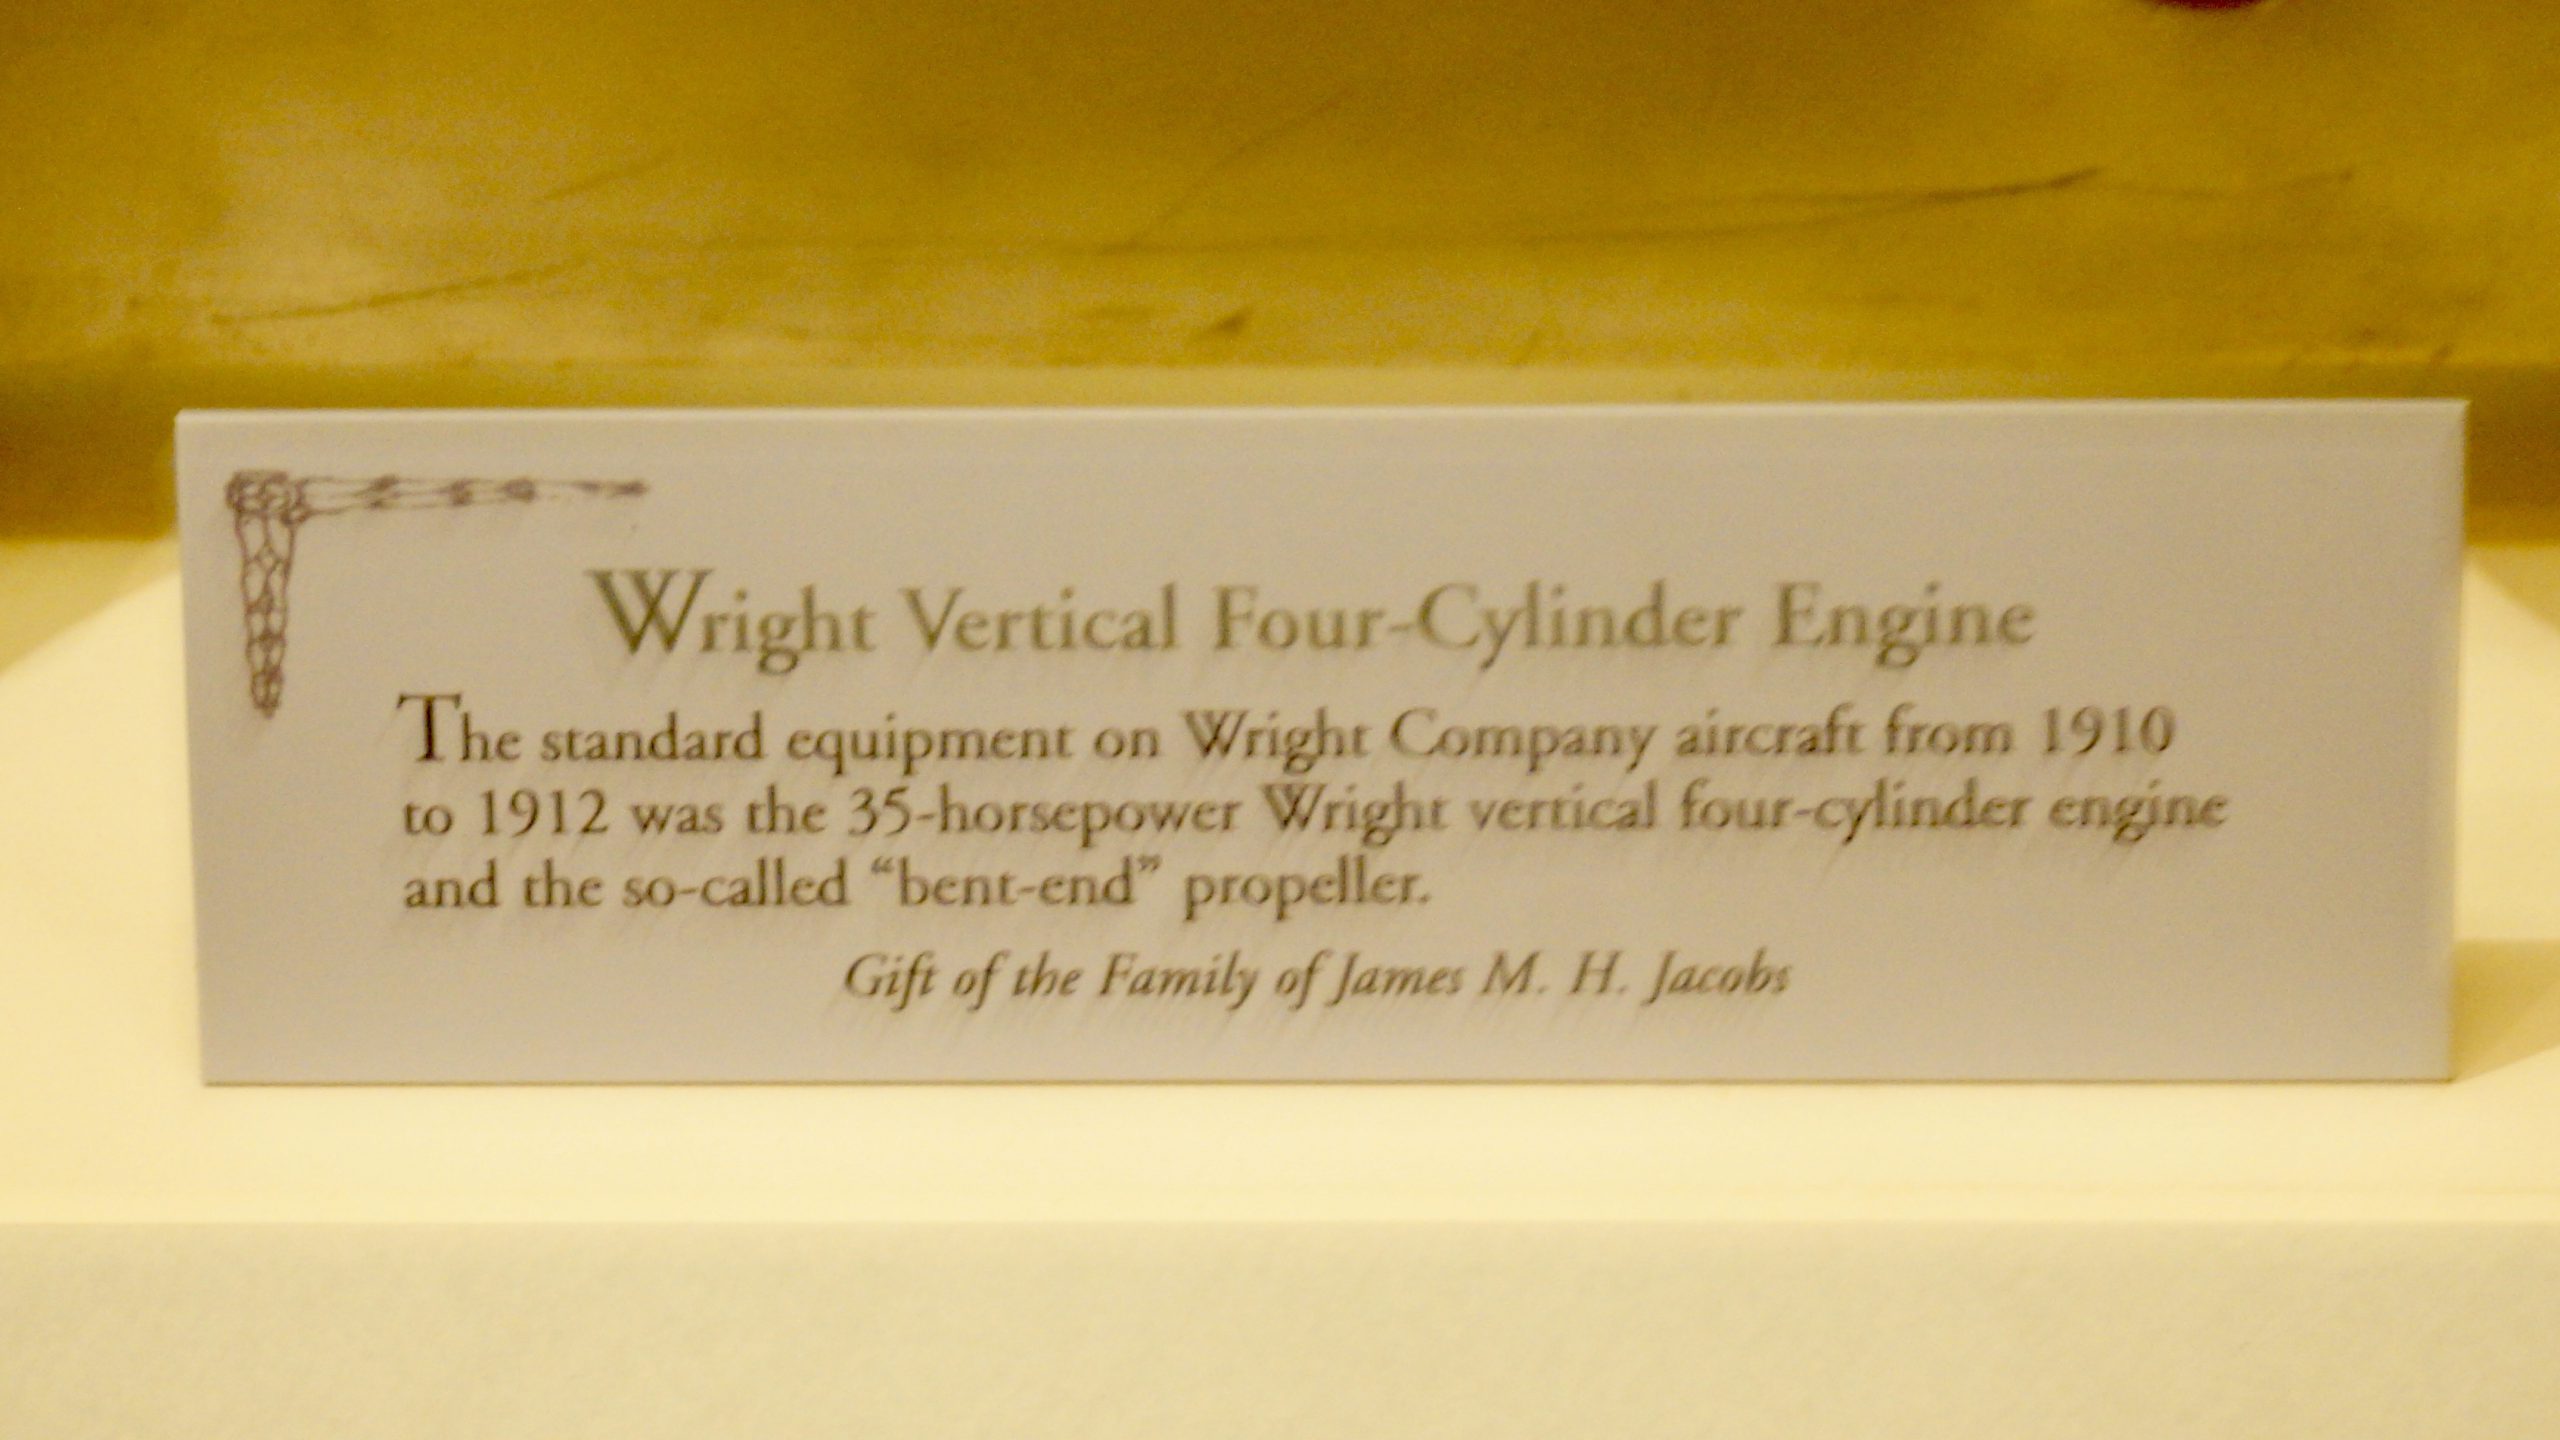 Wright Vertical Four-Cylinder Engine
The standard equipment on Wright Company aircraft from 1910
to 1912 was the 35-horsepower Wright vertical four-cylinder engine
and the so-called “bent-end” propeller.
Gift of the Family of James M. H. Jacobs